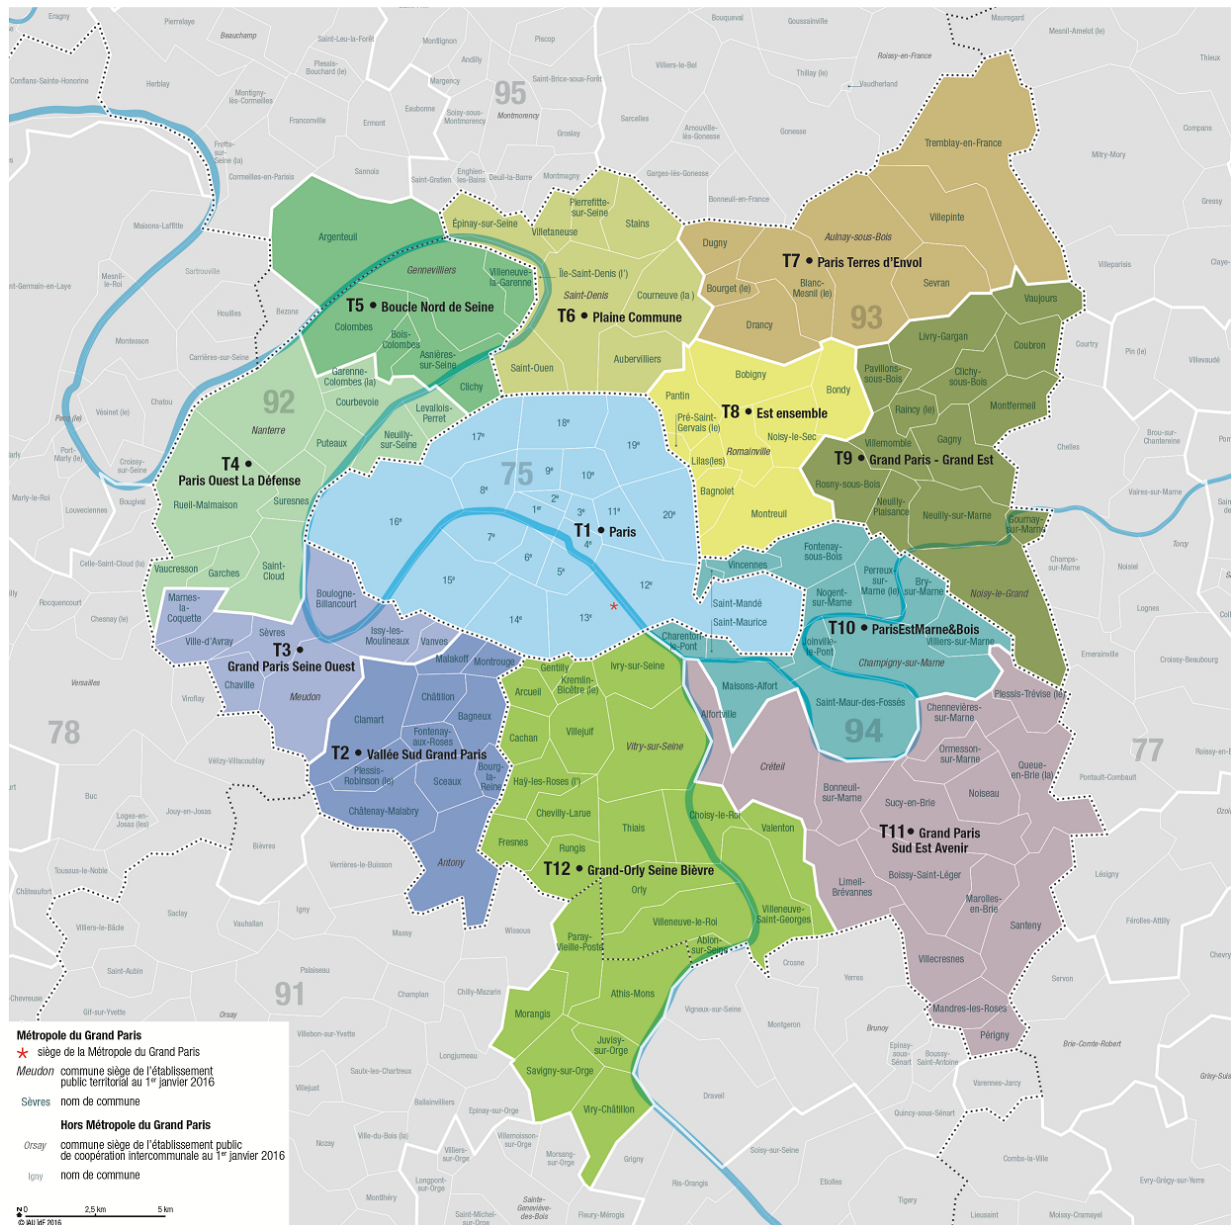 Eragny
Pierrelaye
Beauchamp
Saint-Leu-la-Forêt
Montlignon
Andilly
Piscop
Bouqueval
Goussainville
Mauregard
Mesnil-Amelot (le)
Thieux
Conflans-Sainte-Honorine
Herblay
Plessis-
Bouchard (le)
Margency
Saint-Brice-sous-Forêt
Villiers-le-Bel
Thillay (le)
Roissy-en-France
Vaudherland
95
Montigny-
lès-Cormeilles
Franconville
Ermont
Eaubonne
Soisy-sous-
Montmorency
Montmorency
Groslay
Sarcelles
Arnouville-
lès-Gonesse
Gonesse
Compans
Tremblay-en-France
Mitry-Mory
Frette-
sur-
Seine (la)
Cormeilles-en-Parisis
Sannois
Saint-Gratien
Enghien-
les-Bains
Deuil-la-Barre
Montmagny
Garges-lès-Gonesse
Bonneuil-en-France
Gressy
Maisons-Laffitte
Argenteuil
Épinay-sur-Seine
Villetaneuse
Pierrefitte-
sur-Seine
Stains
Dugny
Aulnay-sous-Bois
Villepinte
Villeparisis
Claye-
Mesnil-
le-Roi
Sartrouville
Gennevilliers
Villeneuve-
la-Garenne
Île-Saint-Denis (l')
Saint-Denis
Courneuve (la )
T7 • Paris Terres d'Envol
Bourget (le)
Blanc-
Mesnil (le)
Sevran
Vaujours
nt-Germain-en-Laye
Houilles
Bezons
T5 • Boucle Nord de Seine
T6 • Plaine Commune
Drancy
93
Montesson
Carrières-sur-Seine
Colombes
Bois-
Colombes
Asnières-
sur-Seine
Aubervilliers
Livry-Gargan
Coubron
Courtry
Pin (le)
Villevaudé
Garenne-
Colombes (la)
Saint-Ouen
Bobigny
Pavillons-
sous-Bois
Clichy-
sous-Bois
Clichy
Pantin
Bondy
92
Courbevoie
Levallois-
Perret
Pecq (le)
Vésinet (le)
Chatou
Nanterre
Puteaux
Neuilly-
sur-Seine
17e
18e
19e
Pré-Saint-
Gervais (le)
T8 • Est ensemble
Raincy (le)
Montfermeil
Brou-sur-
Chantereine
Noisy-le-Sec
Romainville
Villemomble
Gagny
Chelles
Port-
Marly (le)
Croissy-
sur-Seine
T4 •
Paris Ouest La Défense
75
9e
10e
Lilas(les)
T9 • Grand Paris - Grand Est
Marly-le-Roi
Bougival
Louveciennes
Rueil-Malmaison
Suresnes
8e
2e
1er
3e
11e
20e
Bagnolet
Rosny-sous-Bois
Neuilly-
Plaisance
Neuilly-sur-Marne
Vaires-sur-Marne
16e
T1 • Paris
Montreuil
Gournay-
sur-Marne
Torcy
7e
4e
6e
5e
Celle-Saint-Cloud (la)
Vaucresson
Garches
Saint-
Cloud
Vincennes
Fontenay-
sous-Bois
Perreux-
sur-
Marne (le)
Bry-
sur-Marne
Champs-
sur-Marne
Noisiel
15e
12e
Marnes-
la-
Coquette
Boulogne-
Billancourt
Saint-Mandé
Nogent-
sur-Marne
Noisy-le-Grand
Rocquencourt
Chesnay (le)
Lognes
Saint-Maurice
T10 • ParisEstMarne&Bois
14e
13e
Ville-d'Avray
Sèvres
Issy-les-
Moulineaux
Vanves
Charenton-
le-Pont
Joinville-
le-Pont
Villiers-sur-Marne
Emerainville
Croissy-Beaubourg
T3 •
Grand Paris Seine Ouest
Malakoff
Montrouge
Gentilly
Kremlin-
Bicêtre (le)
Ivry-sur-Seine
Champigny-sur-Marne
Versailles
Viroflay
Chaville
Meudon
Châtillon
Arcueil
Maisons-Alfort
Saint-Maur-des-Fossés
Plessis-Trévise (le)
78
Clamart
Bagneux
Cachan
Villejuif
Vitry-sur-Seine
Alfortville
94
Chennevières-
sur-Marne
Fontenay-
aux-Roses
77
Vélizy-Villacoublay
T2 • Vallée Sud Grand Paris
Créteil
Ormesson-
sur-Marne
Queue-
en-Brie (la)
Pontault-Combault
Plessis-
Robinson (le)
Sceaux
Bourg-
la-
Reine
Haÿ-les-Roses (l')
Bonneuil-
sur-Marne
Noiseau
Buc
Jouy-en-Josas
Loges-en-
Josas (les)
Châtenay-Malabry
Chevilly-Larue
Choisy-le-Roi
Sucy-en-Brie
Bièvres
Thiais
Valenton
T11 • Grand Paris
Sud Est Avenir
Fresnes
Rungis
Verrières-le-Buisson
Antony
T12 • Grand-Orly Seine Bièvre
Toussus-le-Noble
Châteaufort
Limeil-
Brévannes
Boissy-Saint-Léger
Lésigny
Orly
Marolles-
en-Brie
Saclay
Igny
Villiers-le-Bâcle
Vauhallan
Massy
Wissous
Villeneuve-le-Roi
Villeneuve-
Saint-Georges
Santeny
Férolles-Attilly
Paray-
Vieille-Poste
Ablon-
sur-Seine
Crosne
Villecresnes
Saint-Aubin
Palaiseau
Yerres
Servon
Chevreuse
91
Champlan
Chilly-Mazarin
Athis-Mons
Gif-sur-Yvette
Orsay
Morangis
Vigneux-sur-Seine
Montgeron
Brunoy
Mandres-les-Roses
Périgny
Brie-Comte-Robert
Métropole du Grand Paris
siège de la Métropole du Grand Paris
Meudon commune siège de l'établissement
public territorial au 1er janvier 2016
Sèvres nom de commune
Hors Métropole du Grand Paris
Orsay commune siège de l'établissement public
de coopération intercommunale au 1er janvier 2016
Igny nom de commune
0 2,5 km 5 km
© IAU îdF 2016
Villebon-sur-Yvette
Longjumeau
Juvisy-
sur-Orge
Savigny-sur-Orge
Epinay-
sous-
Sénart
Boussy-
Saint-Antoine
Saulx-les-Chartreux
Villejust
Ballainvilliers
Epinay-sur-Orge
Viry-Châtillon
Draveil
Varennes-Jarcy
Quincy-sous-Sénart
Nozay
Ville-du-Bois (la)
Villiers-
sur-Orge
Villemoisson-
sur-Orge
Morsang-
sur-Orge
Grigny
Soisy-sur-Seine
Combs-la-Ville
Longpont-
sur-Orge
Montlhéry
Ris-Orangis
Etiolles
Evry-Grégy-sur-Yerre
Sainte-
Geneviève-
des-Bois
Tigery
Saint-Michel-
sur-Orge
Fleury-Mérogis
Lieusaint
Moissy-Cramayel